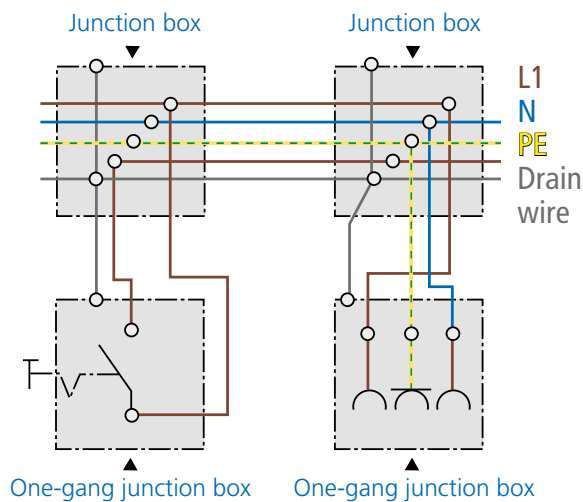 Junction box
Junction box
L1
N
PE
Drain
wire
One-gang junction box
One-gang junction box